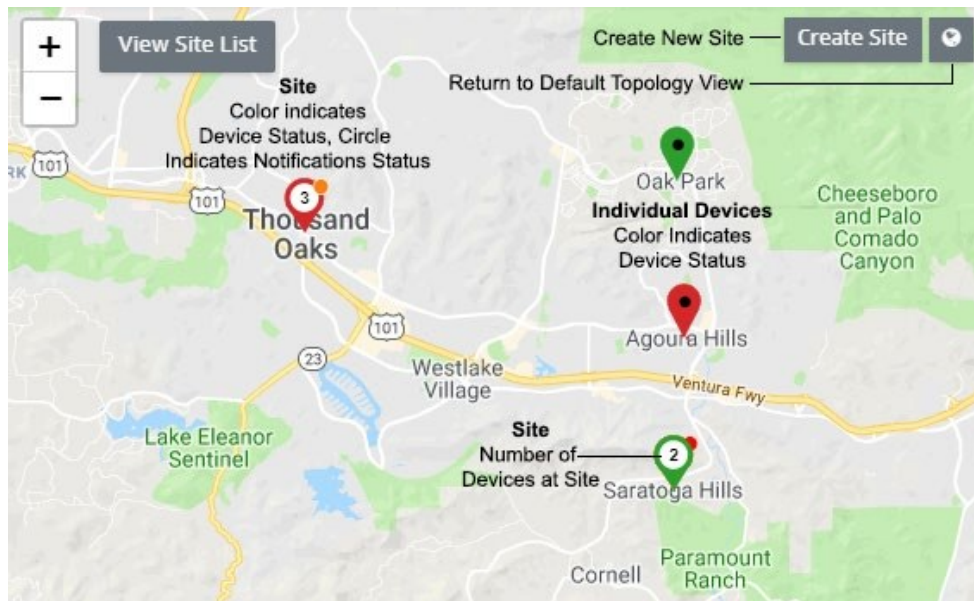 +
−
View Site List
Create New Site
Create Site
Return to Default Topology View
Site
Color indicates
Device Status, Circle
Indicates Notifications Status
RK
101
101
3
Thousand
Oaks
Oak Park
Individual Devices
Color Indicates
Device Status
Cheeseboro
and Palo
Comado
Canyon
101
23
Agoura Hills
Westlake
Village
Ventura Fwy
Lake Eleanor
Sentinel
Site
Number of
Devices at Site
2
Saratoga Hills
Paramount
Ranch
Cornell